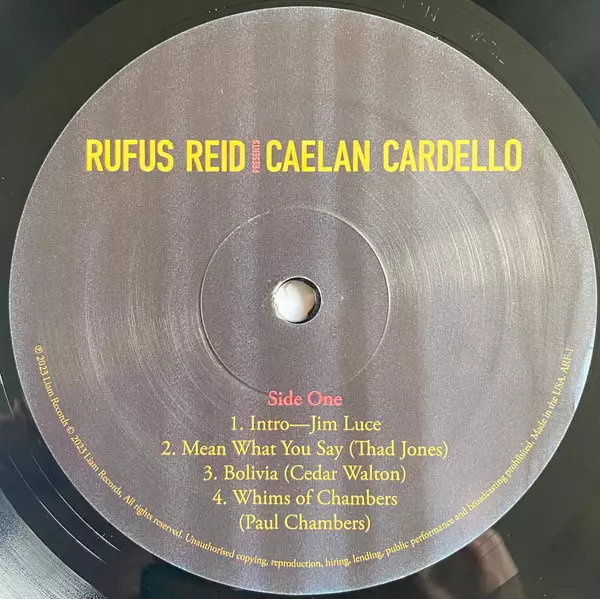 RUFUS REID PRESENTS CAELAN CARDELLO
Side One
1. Intro—Jim Luce
2. Mean What You Say (Thad Jones)
3. Bolivia (Cedar Walton)
4. Whims of Chambers
(Paul Chambers)
℗ 2023 Liam Records © 2023 Liam Records. All rights reserved. Unauthorised copying, reproduction, hiring, lending, public performance and broadcasting prohibited. Made in the USA. ARF-1